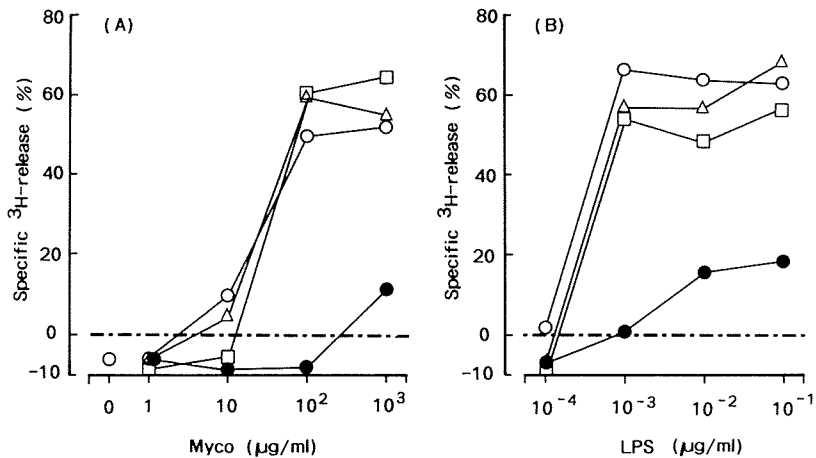 (A)
80
60
40
20
0
-10
Specific ³H-release (%)
0 1 10 10² 10³
Myco (µg/ml)
(B)
80
60
40
20
0
-10
Specific ³H-release (%)
10⁻⁴ 10⁻³ 10⁻² 10⁻¹
LPS (µg/ml)